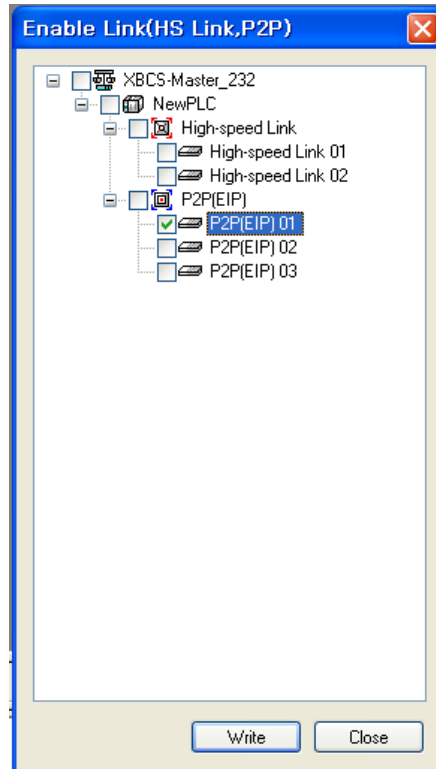 Enable Link(HS Link,P2P)
XBCS-Master_232
NewPLC
High-speed Link
High-speed Link 01
High-speed Link 02
P2P(EIP)
P2P(EIP) 01
P2P(EIP) 02
P2P(EIP) 03
Write Close